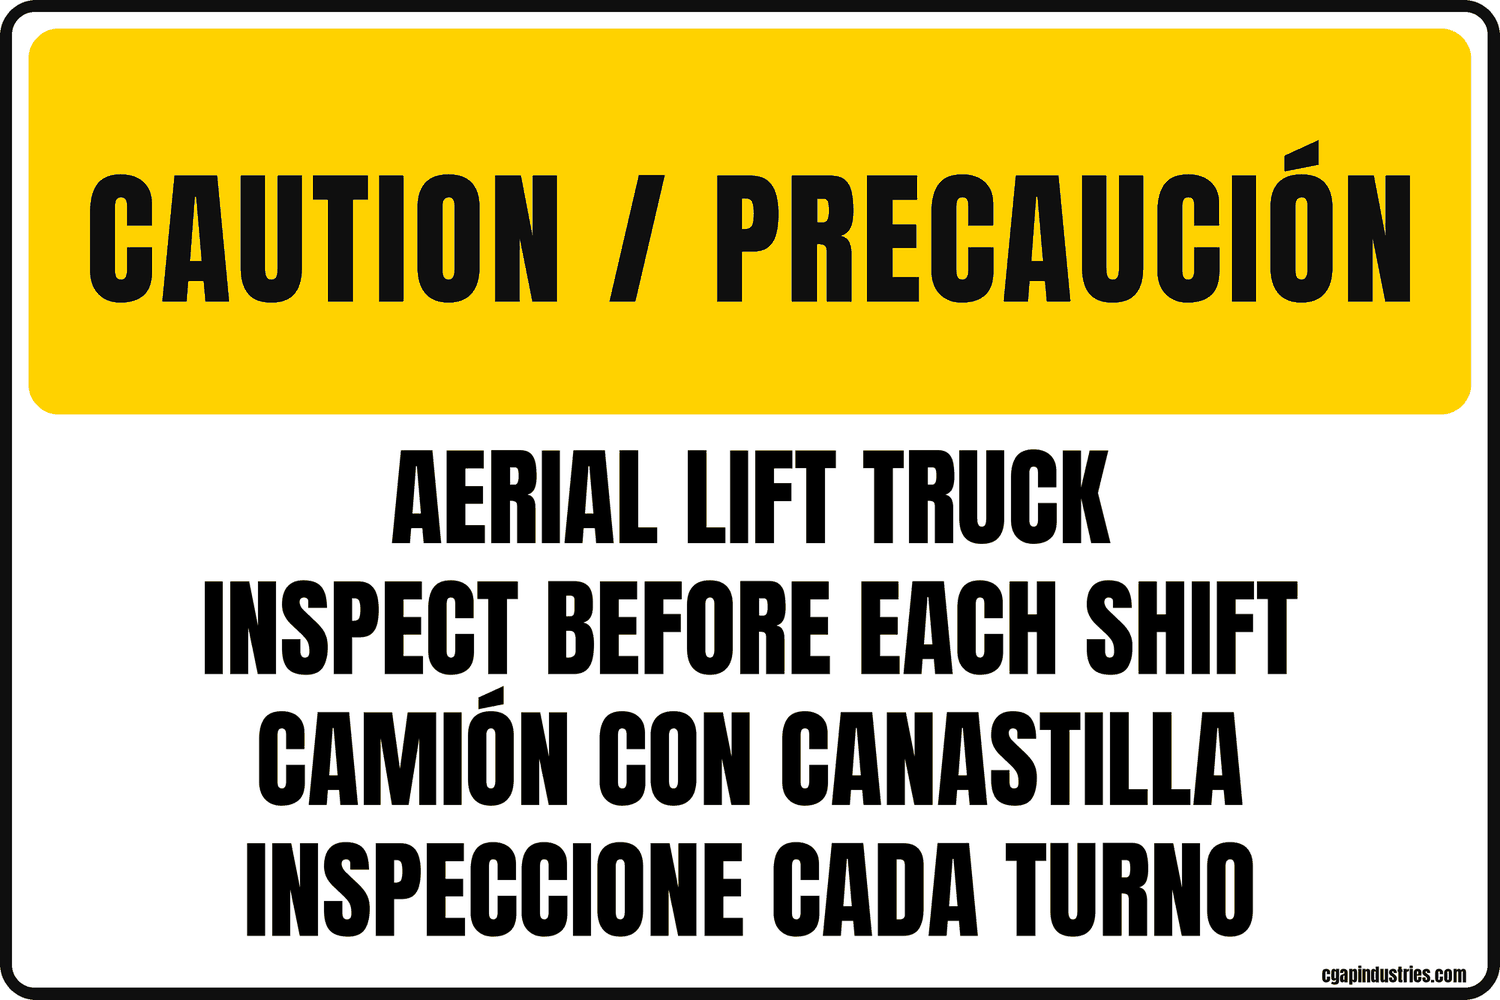 CAUTION / PRECAUCIÓN
AERIAL LIFT TRUCK
INSPECT BEFORE EACH SHIFT
CAMIÓN CON CANASTILLA
INSPECCIONE CADA TURNO
cgapindustries.com